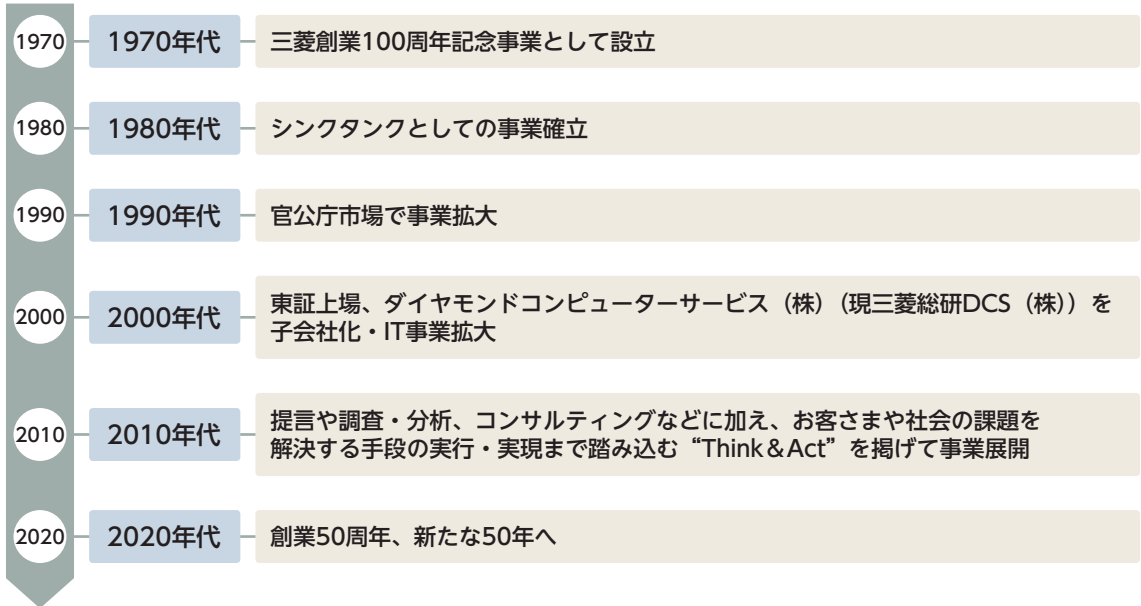 1970 1970年代 三菱創業100周年記念事業として設立
1980 1980年代 シンクタンクとしての事業確立
1990 1990年代 官公庁市場で事業拡大
2000 2000年代 東証上場、ダイヤモンドコンピューターサービス（株）（現三菱総研DCS（株））を
子会社化・IT事業拡大
2010 2010年代 提言や調査・分析、コンサルティングなどに加え、お客さまや社会の課題を
解決する手段の実行・実現まで踏み込む“Think＆Act”を掲げて事業展開
2020 2020年代 創業50周年、新たな50年へ